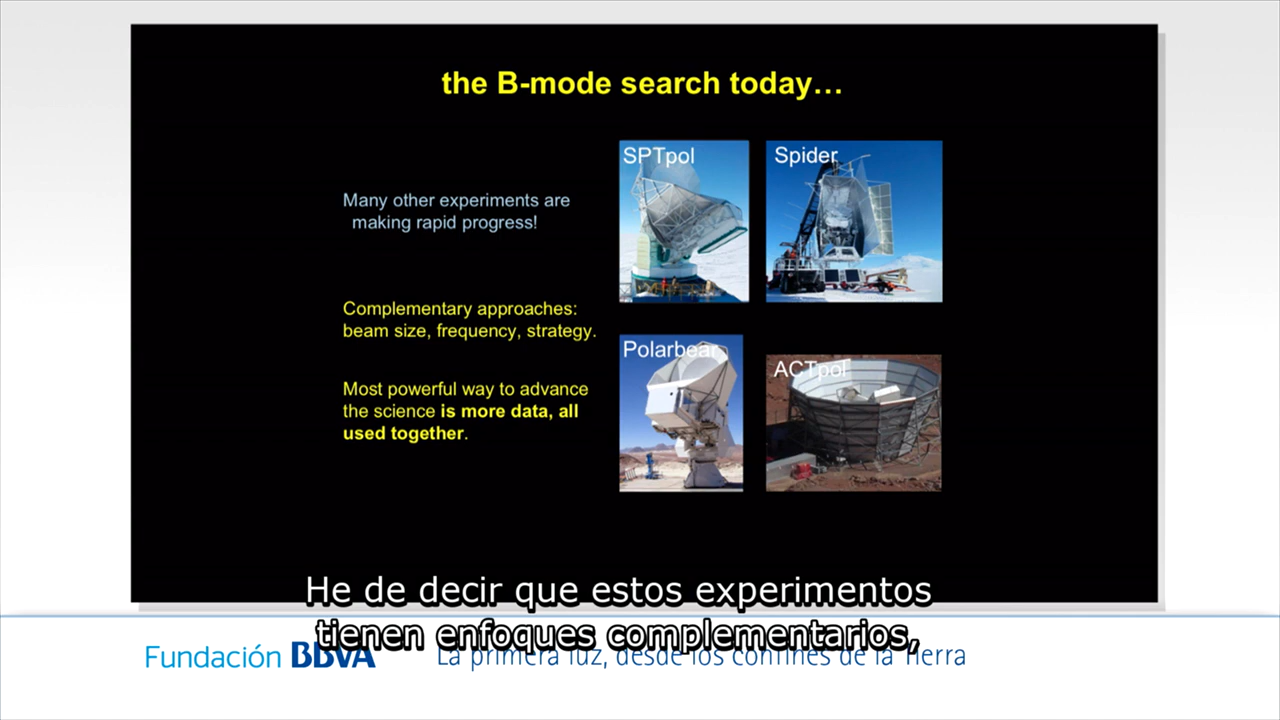 the B-mode search today…
Many other experiments are
making rapid progress!
Complementary approaches:
beam size, frequency, strategy.
Most powerful way to advance
the science is more data, all
used together.
SPTpol
Spider
Polarbear
ACTpol
He de decir que estos experimentos
tienen enfoques complementarios,
Fundación BBVA
La primera luz, desde los confines de la Tierra